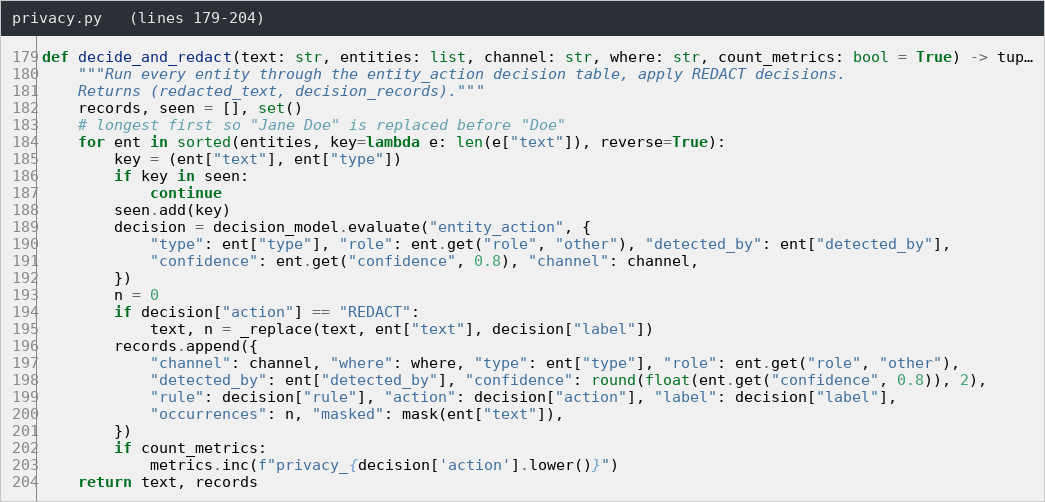 privacy.py   (lines 179-204)
179 def decide_and_redact(text: str, entities: list, channel: str, where: str, count_metrics: bool = True) -> tup…
180     """Run every entity through the entity_action decision table, apply REDACT decisions.
181     Returns (redacted_text, decision_records)."""
182     records, seen = [], set()
183     # longest first so "Jane Doe" is replaced before "Doe"
184     for ent in sorted(entities, key=lambda e: len(e["text"]), reverse=True):
185         key = (ent["text"], ent["type"])
186         if key in seen:
187             continue
188         seen.add(key)
189         decision = decision_model.evaluate("entity_action", {
190             "type": ent["type"], "role": ent.get("role", "other"), "detected_by": ent["detected_by"],
191             "confidence": ent.get("confidence", 0.8), "channel": channel,
192         })
193         n = 0
194         if decision["action"] == "REDACT":
195             text, n = _replace(text, ent["text"], decision["label"])
196         records.append({
197             "channel": channel, "where": where, "type": ent["type"], "role": ent.get("role", "other"),
198             "detected_by": ent["detected_by"], "confidence": round(float(ent.get("confidence", 0.8)), 2),
199             "rule": decision["rule"], "action": decision["action"], "label": decision["label"],
200             "occurrences": n, "masked": mask(ent["text"]),
201         })
202         if count_metrics:
203             metrics.inc(f"privacy_{decision['action'].lower()}")
204     return text, records